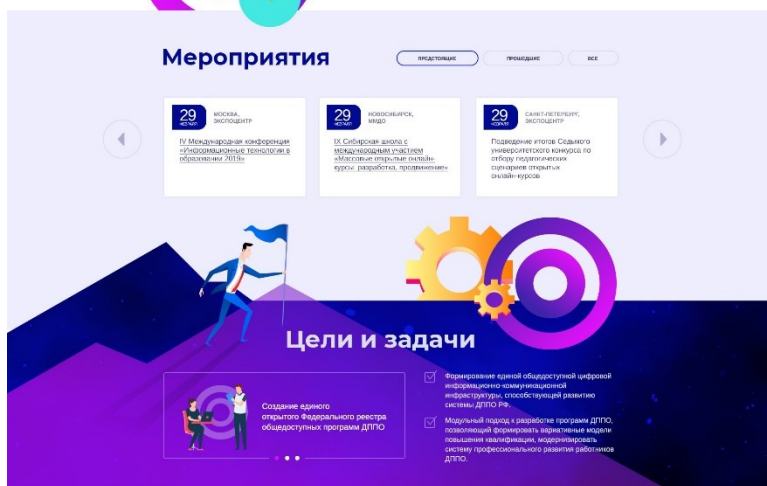 Мероприятия
ПРЕДСТОЯЩИЕ
ПРОШЕДШИЕ
ВСЕ
29
ФЕВРАЛЯ
МОСКВА,
ЭКСПОЦЕНТР
IV Международная конференция
«Информационные технологии в
образовании 2019»
29
ФЕВРАЛЯ
НОВОСИБИРСК,
ММДО
IX Сибирская школа с
международным участием
«Массовые открытые онлайн-
курсы: разработка, продвижение»
29
ФЕВРАЛЯ
САНКТ-ПЕТЕРБУРГ,
ЭКСПОЦЕНТР
Подведение итогов Седьмого
университетского конкурса по
отбору педагогических
сценариев открытых
онлайн-курсов
Цели и задачи
Создание единого
открытого Федерального реестра
общедоступных программ ДППО
Формирование единой общедоступной цифровой
информационно-коммуникационной
инфраструктуры, способствующей развитию
системы ДППО РФ.
Модульный подход к разработке программ ДППО,
позволяющий формировать вариативные модели
повышения квалификации, модернизировать
систему профессионального развития работников
ДППО.